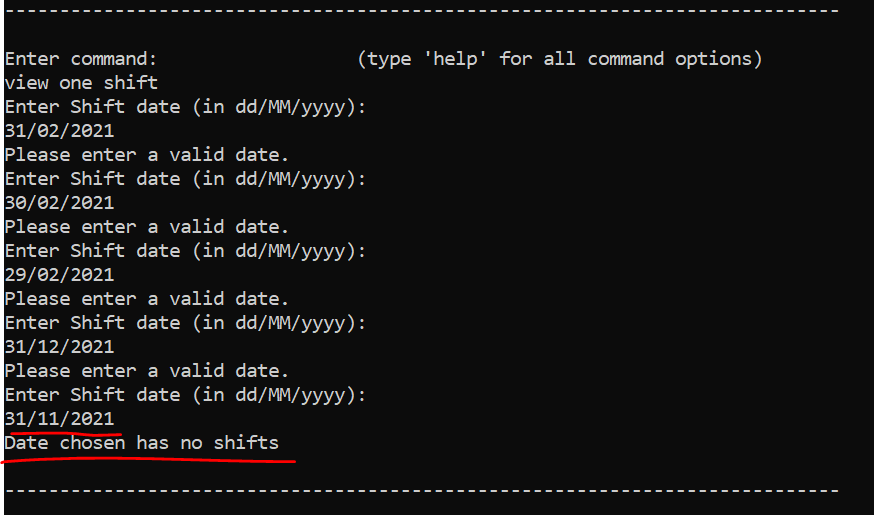 --------------------------------------------------------------------------
Enter command: (type 'help' for all command options)
view one shift
Enter Shift date (in dd/MM/yyyy):
31/02/2021
Please enter a valid date.
Enter Shift date (in dd/MM/yyyy):
30/02/2021
Please enter a valid date.
Enter Shift date (in dd/MM/yyyy):
29/02/2021
Please enter a valid date.
Enter Shift date (in dd/MM/yyyy):
31/12/2021
Please enter a valid date.
Enter Shift date (in dd/MM/yyyy):
31/11/2021
Date chosen has no shifts
--------------------------------------------------------------------------